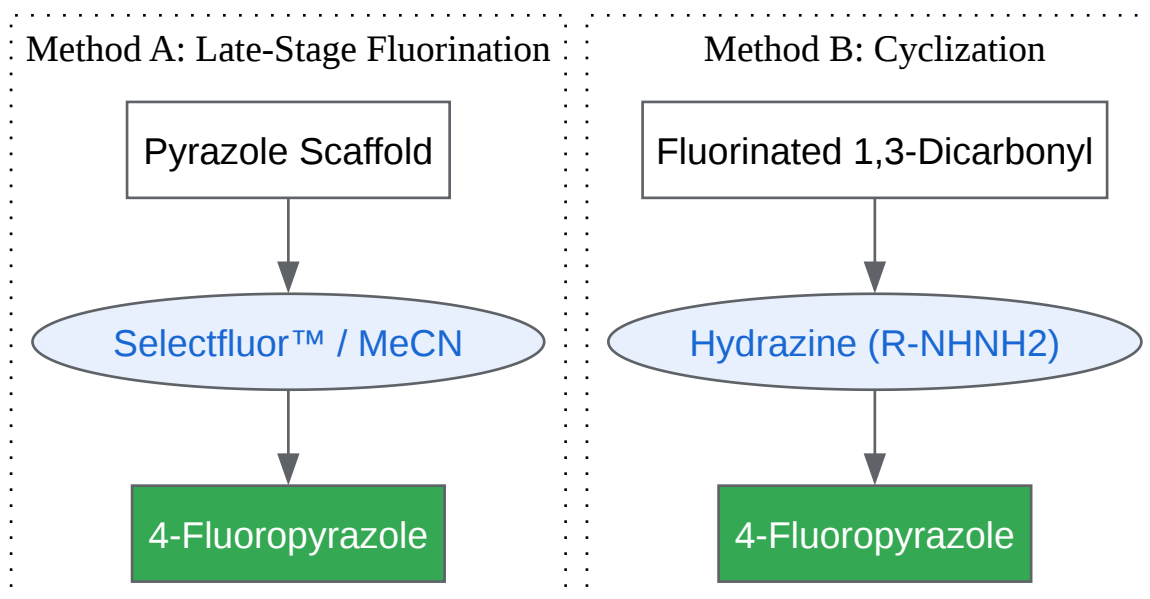 Method A: Late-Stage Fluorination
Pyrazole Scaffold
Selectfluor™ / MeCN
4-Fluoropyrazole
Method B: Cyclization
Fluorinated 1,3-Dicarbonyl
Hydrazine (R-NHNH2)
4-Fluoropyrazole